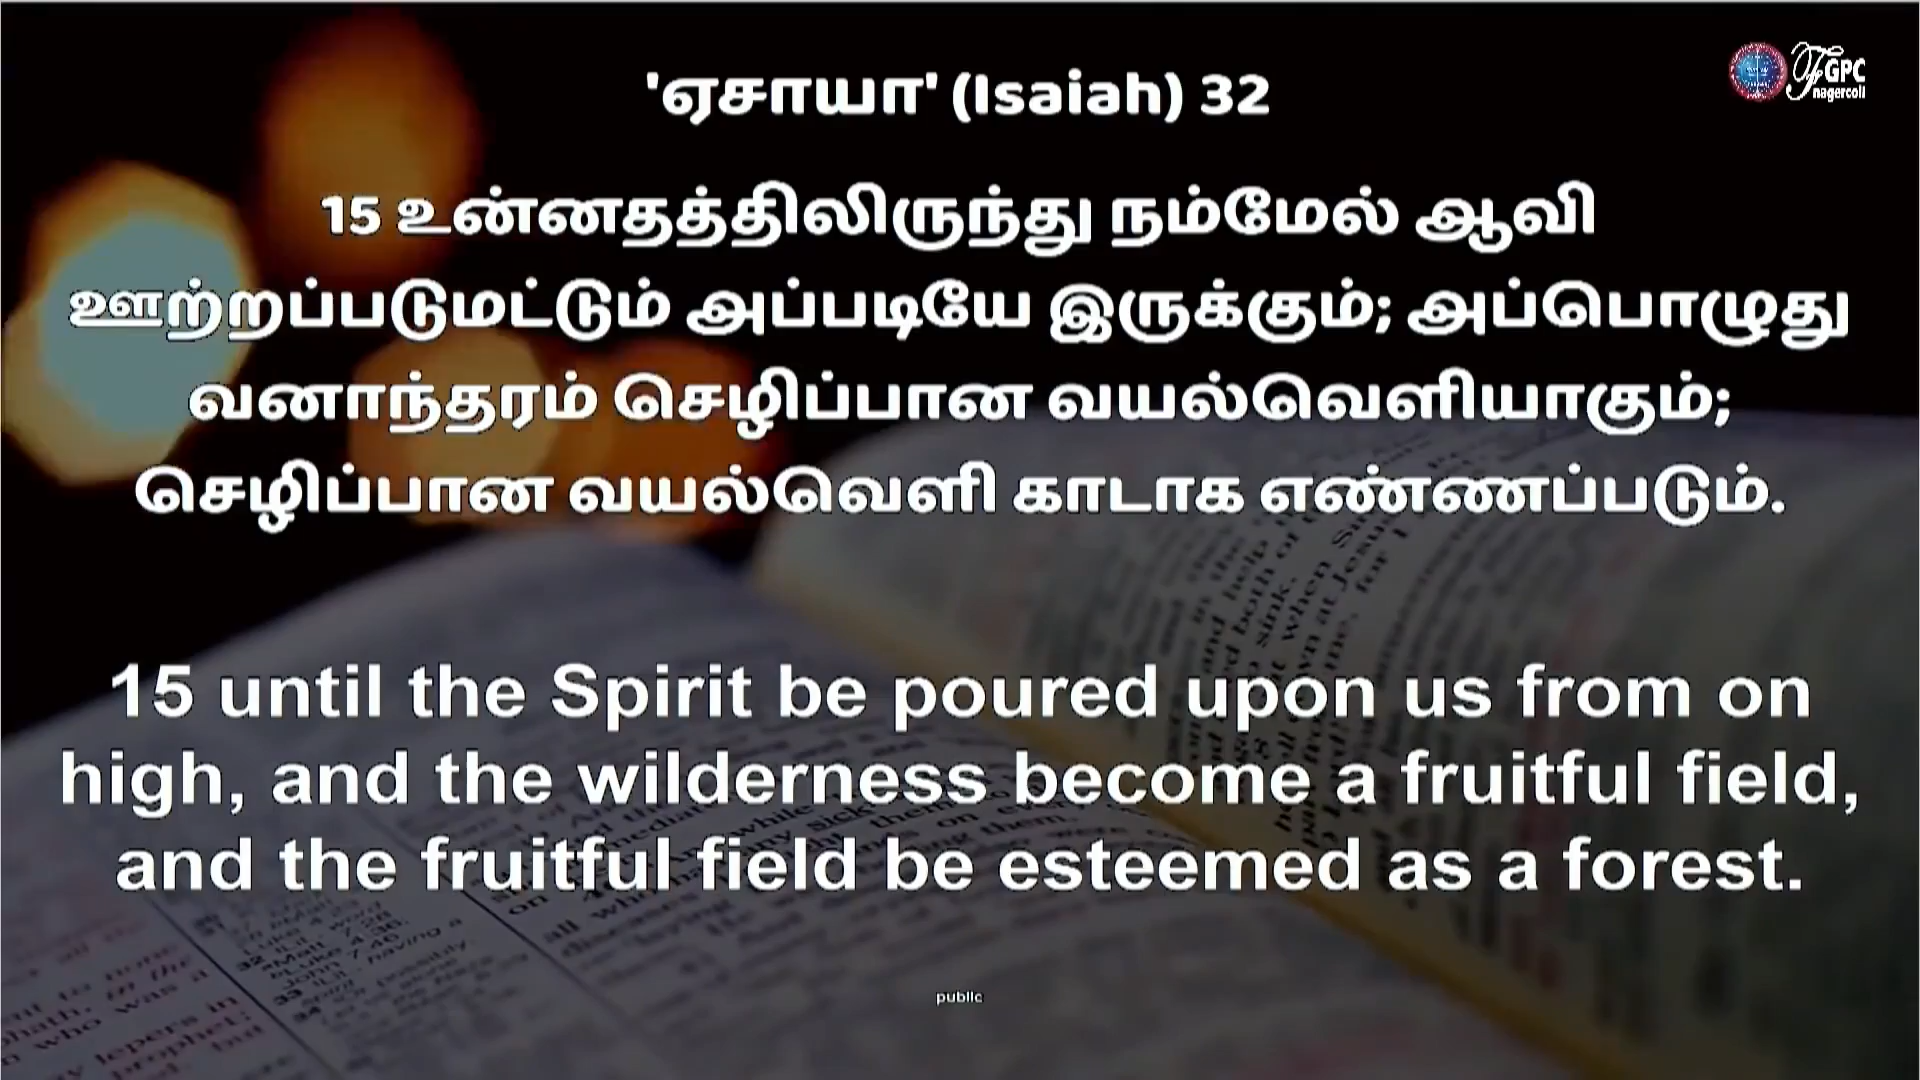 'ஏசாயா' (Isaiah) 32
FGPC
nagercoil
15 உன்னதத்திலிருந்து நம்மேல் ஆவி
ஊற்றப்படுமட்டும் அப்படியே இருக்கும்; அப்பொழுது
வனாந்தரம் செழிப்பான வயல்வெளியாகும்;
செழிப்பான வயல்வெளி காடாக எண்ணப்படும்.
15 until the Spirit be poured upon us from on
high, and the wilderness become a fruitful field,
and the fruitful field be esteemed as a forest.
public